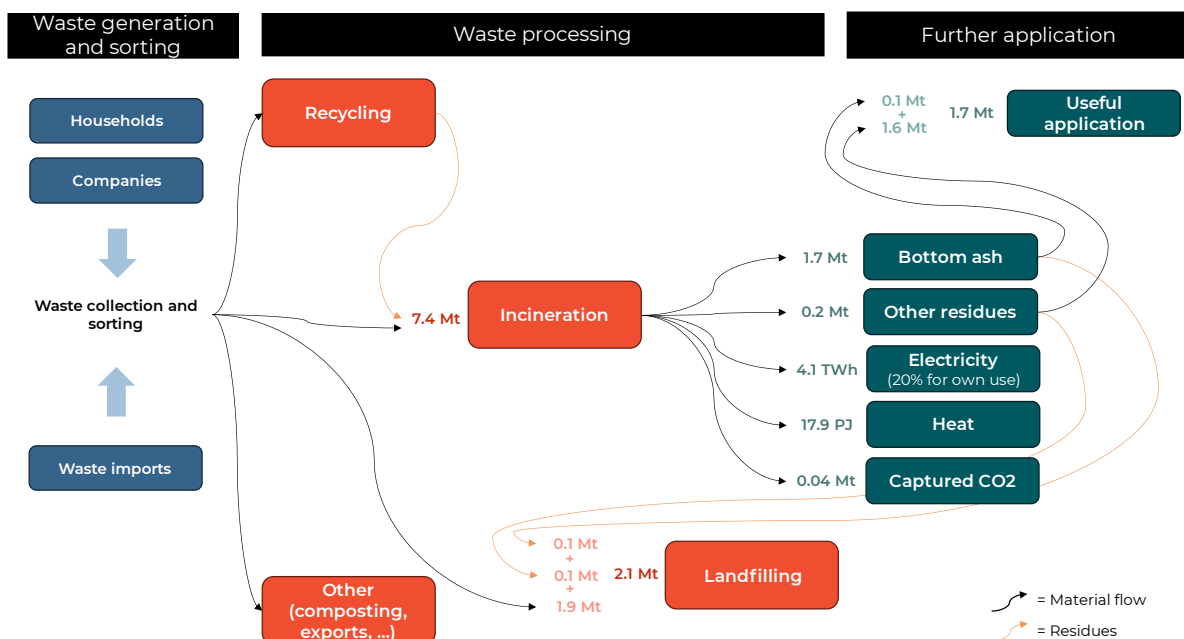 Waste generation
and sorting
Waste processing
Further application
Households
Companies
Waste collection and
sorting
Waste imports
Recycling
7.4 Mt
Incineration
Other
(composting,
exports, ...)
0.1 Mt
+
1.6 Mt
1.7 Mt
Useful
application
1.7 Mt
Bottom ash
0.2 Mt
Other residues
4.1 TWh
Electricity
(20% for own use)
17.9 PJ
Heat
0.04 Mt
Captured CO2
0.1 Mt
+
0.1 Mt
+
1.9 Mt
2.1 Mt
Landfilling
= Material flow
= Residues